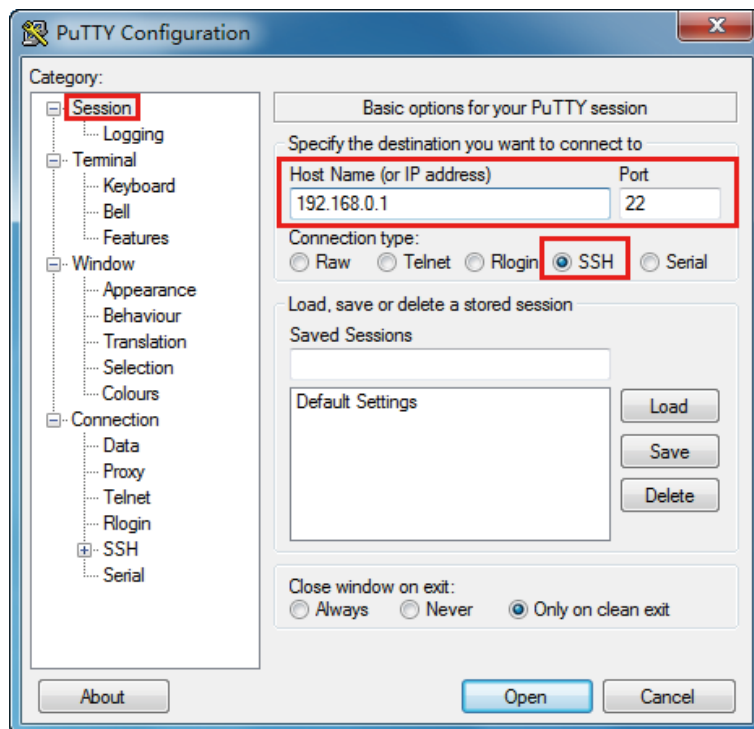 PuTTY Configuration
Category:
Session
Logging
Terminal
Keyboard
Bell
Features
Window
Appearance
Behaviour
Translation
Selection
Colours
Connection
Data
Proxy
Telnet
Rlogin
SSH
Serial
Basic options for your PuTTY session
Specify the destination you want to connect to
Host Name (or IP address) Port
192.168.0.1 22
Connection type:
Raw Telnet Rlogin SSH Serial
Load, save or delete a stored session
Saved Sessions
Default Settings
Load
Save
Delete
Close window on exit:
Always Never Only on clean exit
About Open Cancel